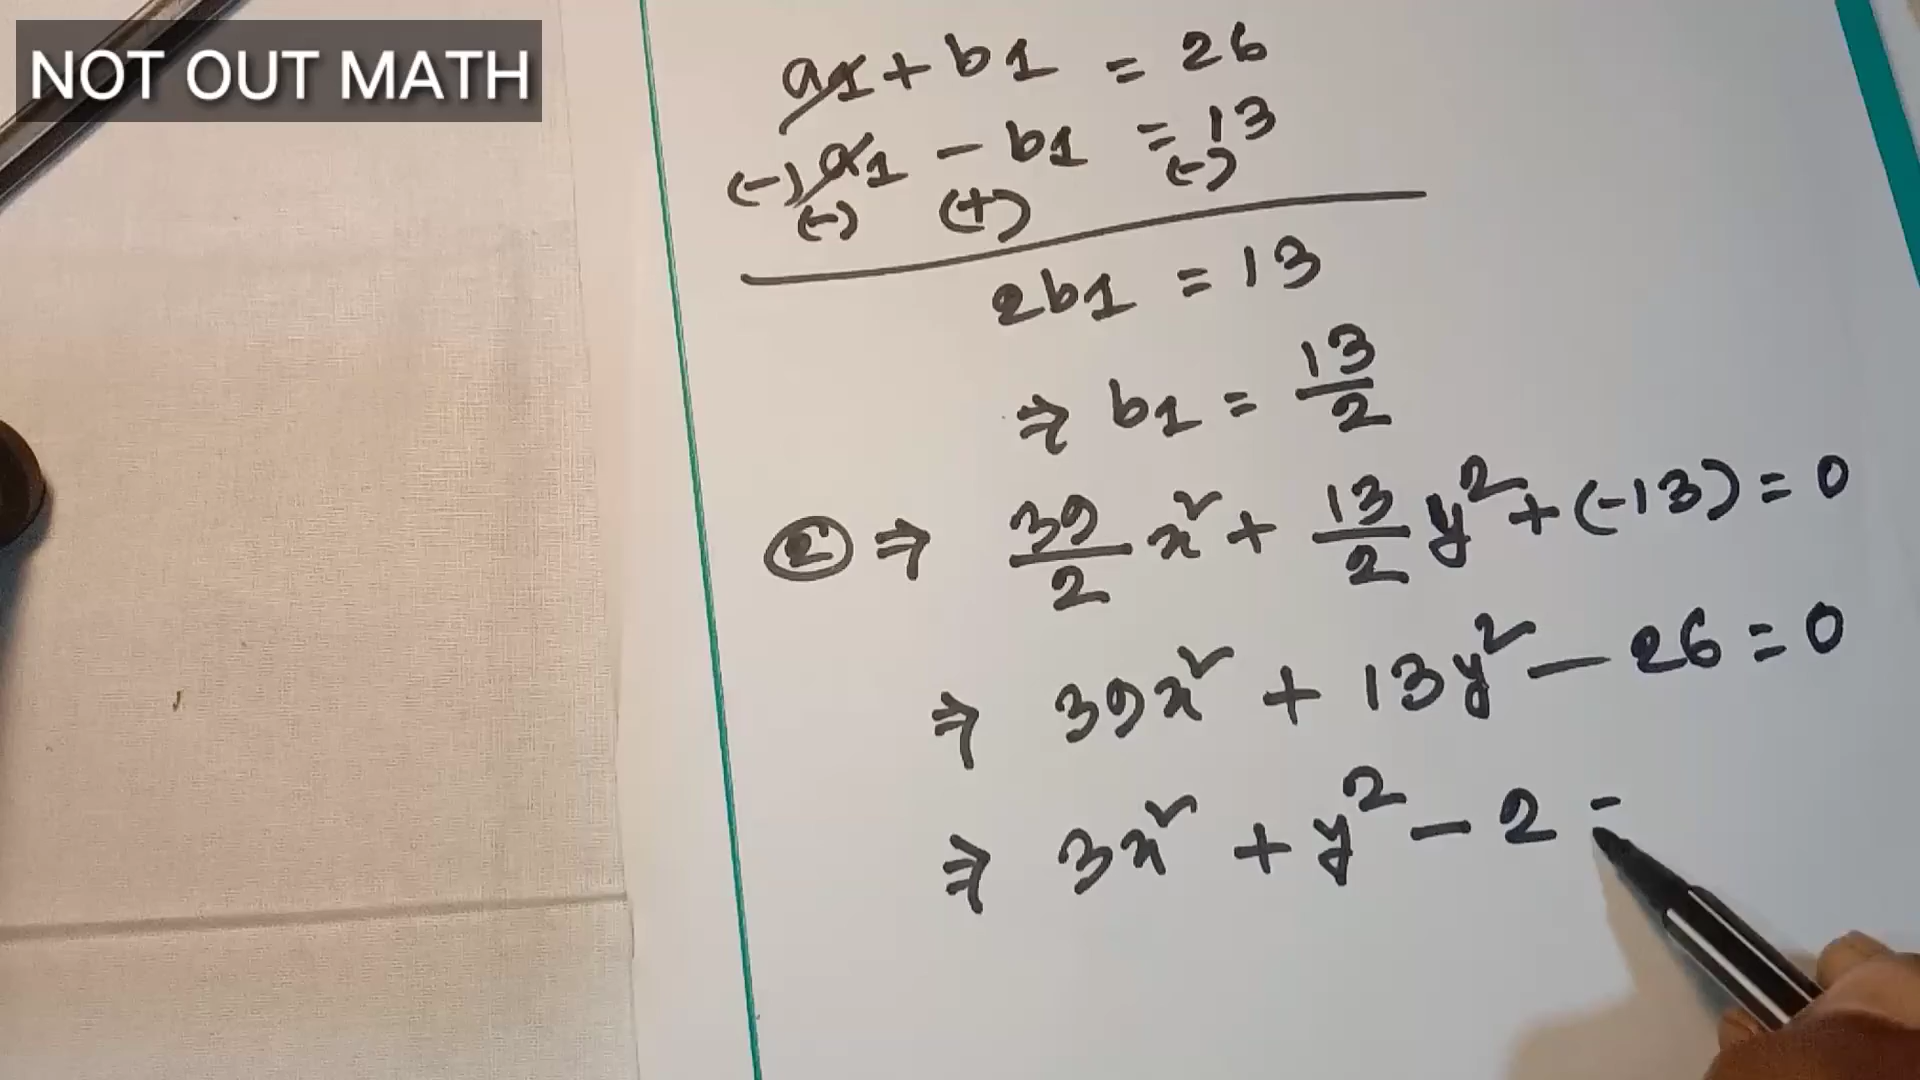 NOT OUT MATH
a1 + b1 = 26
(-) a1 - b1 = 13
(-) (+) (-)
2b1 = 13
⇒ b1 = 13/2
② ⇒ 39/2 x² + 13/2 y² + (-13) = 0
⇒ 39x² + 13y² - 26 = 0
⇒ 3x² + y² - 2 =